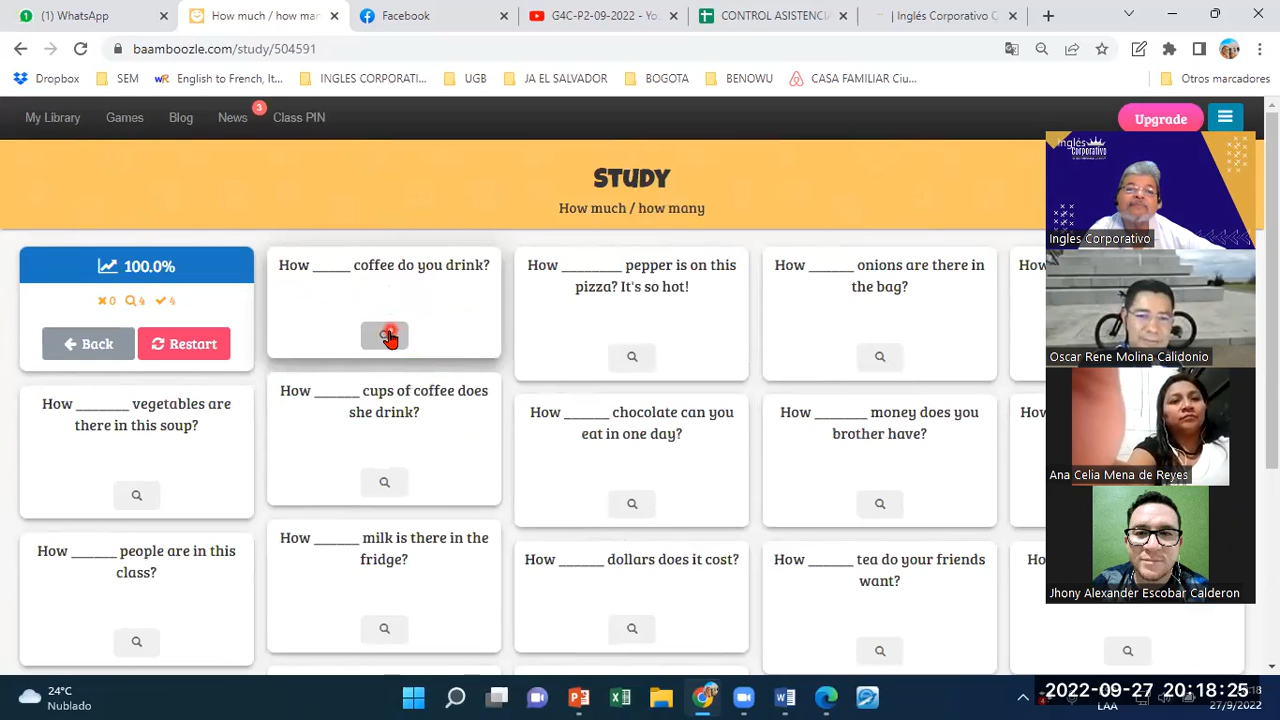 (1) WhatsApp
How much / how man
Facebook
G4C-P2-09-2022 - Yo
CONTROL ASISTENCIA
Inglés Corporativo C
baamboozle.com/study/504591
Dropbox
SEM
English to French, It...
INGLES CORPORATI...
UGB
JA EL SALVADOR
BOGOTA
BENOWU
CASA FAMILIAR Ciu...
Otros marcadores
My Library
Games
Blog
News
3
Class PIN
Upgrade
STUDY
How much / how many
100.0%
0
4
4
Back
Restart
How _____ coffee do you drink?
How ________ pepper is on this
pizza? It's so hot!
How ______ onions are there in
the bag?
How _______ vegetables are
there in this soup?
How ______ cups of coffee does
she drink?
How ______ chocolate can you
eat in one day?
How _______ money does you
brother have?
How ______ people are in this
class?
How ______ milk is there in the
fridge?
How ______ dollars does it cost?
How ______ tea do your friends
want?
Inglés
Corporativo
Ingles Corporativo
Oscar Rene Molina Calidonio
Ana Celia Mena de Reyes
Jhony Alexander Escobar Calderon
24°C
Nublado
LAA
2022-09-27 20:18:25
27/9/2022